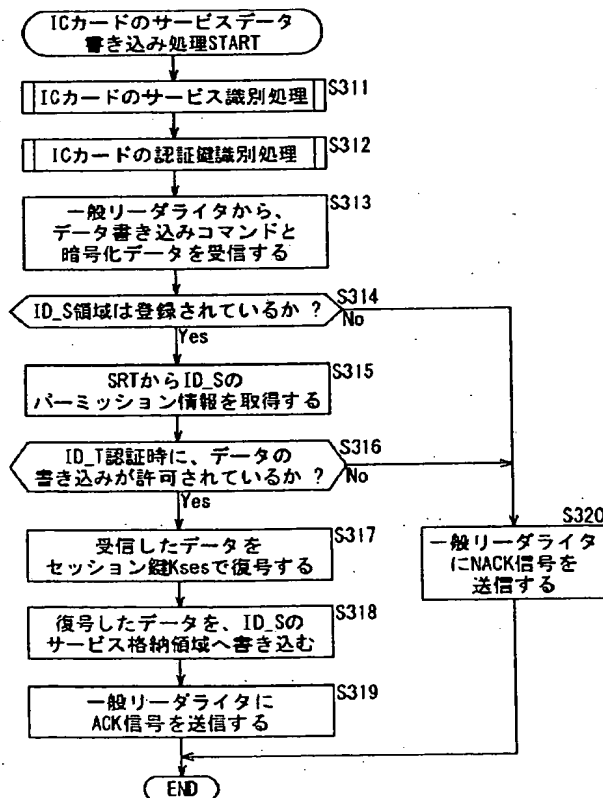 ICカードのサービスデータ
書き込み処理START
ICカードのサービス識別処理
S311
ICカードの認証鍵識別処理
S312
一般リーダライタから、
データ書き込みコマンドと
暗号化データを受信する
S313
ID_S領域は登録されているか ?
S314
No
Yes
SRTからID_Sの
パーミッション情報を取得する
S315
ID_T認証時に、データの
書き込みが許可されているか ?
S316
No
Yes
受信したデータを
セッション鍵Ksesで復号する
S317
S320
一般リーダライタ
にNACK信号を
送信する
復号したデータを、ID_Sの
サービス格納領域へ書き込む
S318
一般リーダライタに
ACK信号を送信する
S319
END